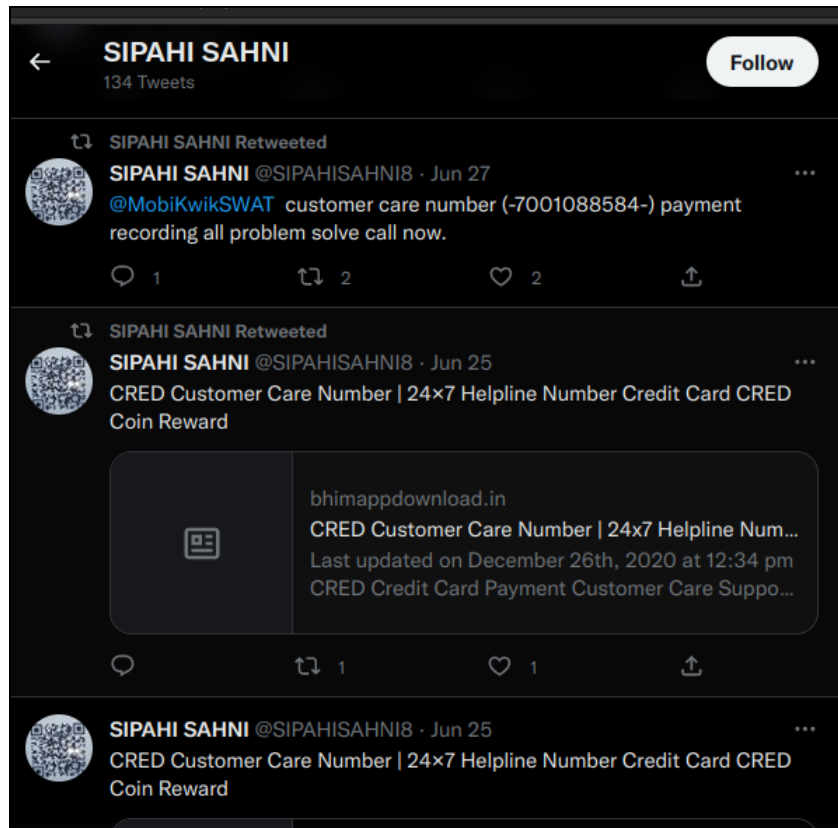 SIPAHI SAHNI
134 Tweets
Follow
SIPAHI SAHNI Retweeted
SIPAHI SAHNI @SIPAHISAHNI8 · Jun 27
@MobiKwikSWAT customer care number (-7001088584-) payment
recording all problem solve call now.
1 2 2
SIPAHI SAHNI Retweeted
SIPAHI SAHNI @SIPAHISAHNI8 · Jun 25
CRED Customer Care Number | 24×7 Helpline Number Credit Card CRED
Coin Reward
bhimappdownload.in
CRED Customer Care Number | 24x7 Helpline Num...
Last updated on December 26th, 2020 at 12:34 pm
CRED Credit Card Payment Customer Care Suppo...
1 1
SIPAHI SAHNI @SIPAHISAHNI8 · Jun 25
CRED Customer Care Number | 24×7 Helpline Number Credit Card CRED
Coin Reward